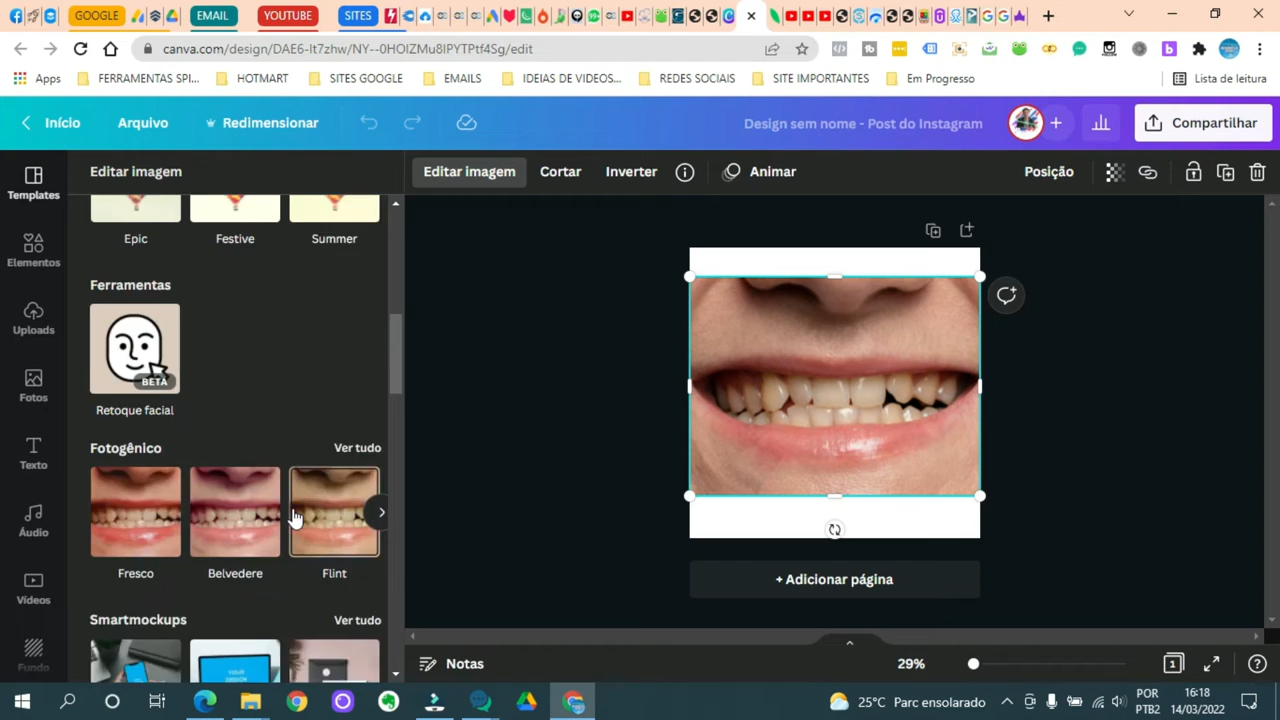 GOOGLE
EMAIL
YOUTUBE
SITES
canva.com/design/DAE6-lt7zhw/NY--0HOIZMu8IPYTPtf4Sg/edit
Apps
FERRAMENTAS SPI...
HOTMART
SITES GOOGLE
EMAILS
IDEIAS DE VIDEOS...
REDES SOCIAIS
SITE IMPORTANTES
Em Progresso
Lista de leitura
Início
Arquivo
Redimensionar
Design sem nome - Post do Instagram
Compartilhar
Templates
Elementos
Uploads
Fotos
Texto
Áudio
Vídeos
Fundo
Editar imagem
Epic
Festive
Summer
Ferramentas
BETA
Retoque facial
Fotogênico
Ver tudo
Fresco
Belvedere
Flint
Smartmockups
Ver tudo
Editar imagem
Cortar
Inverter
Animar
Posição
+ Adicionar página
Notas
29%
1
25°C Parc ensolarado
POR
PTB2
16:18
14/03/2022